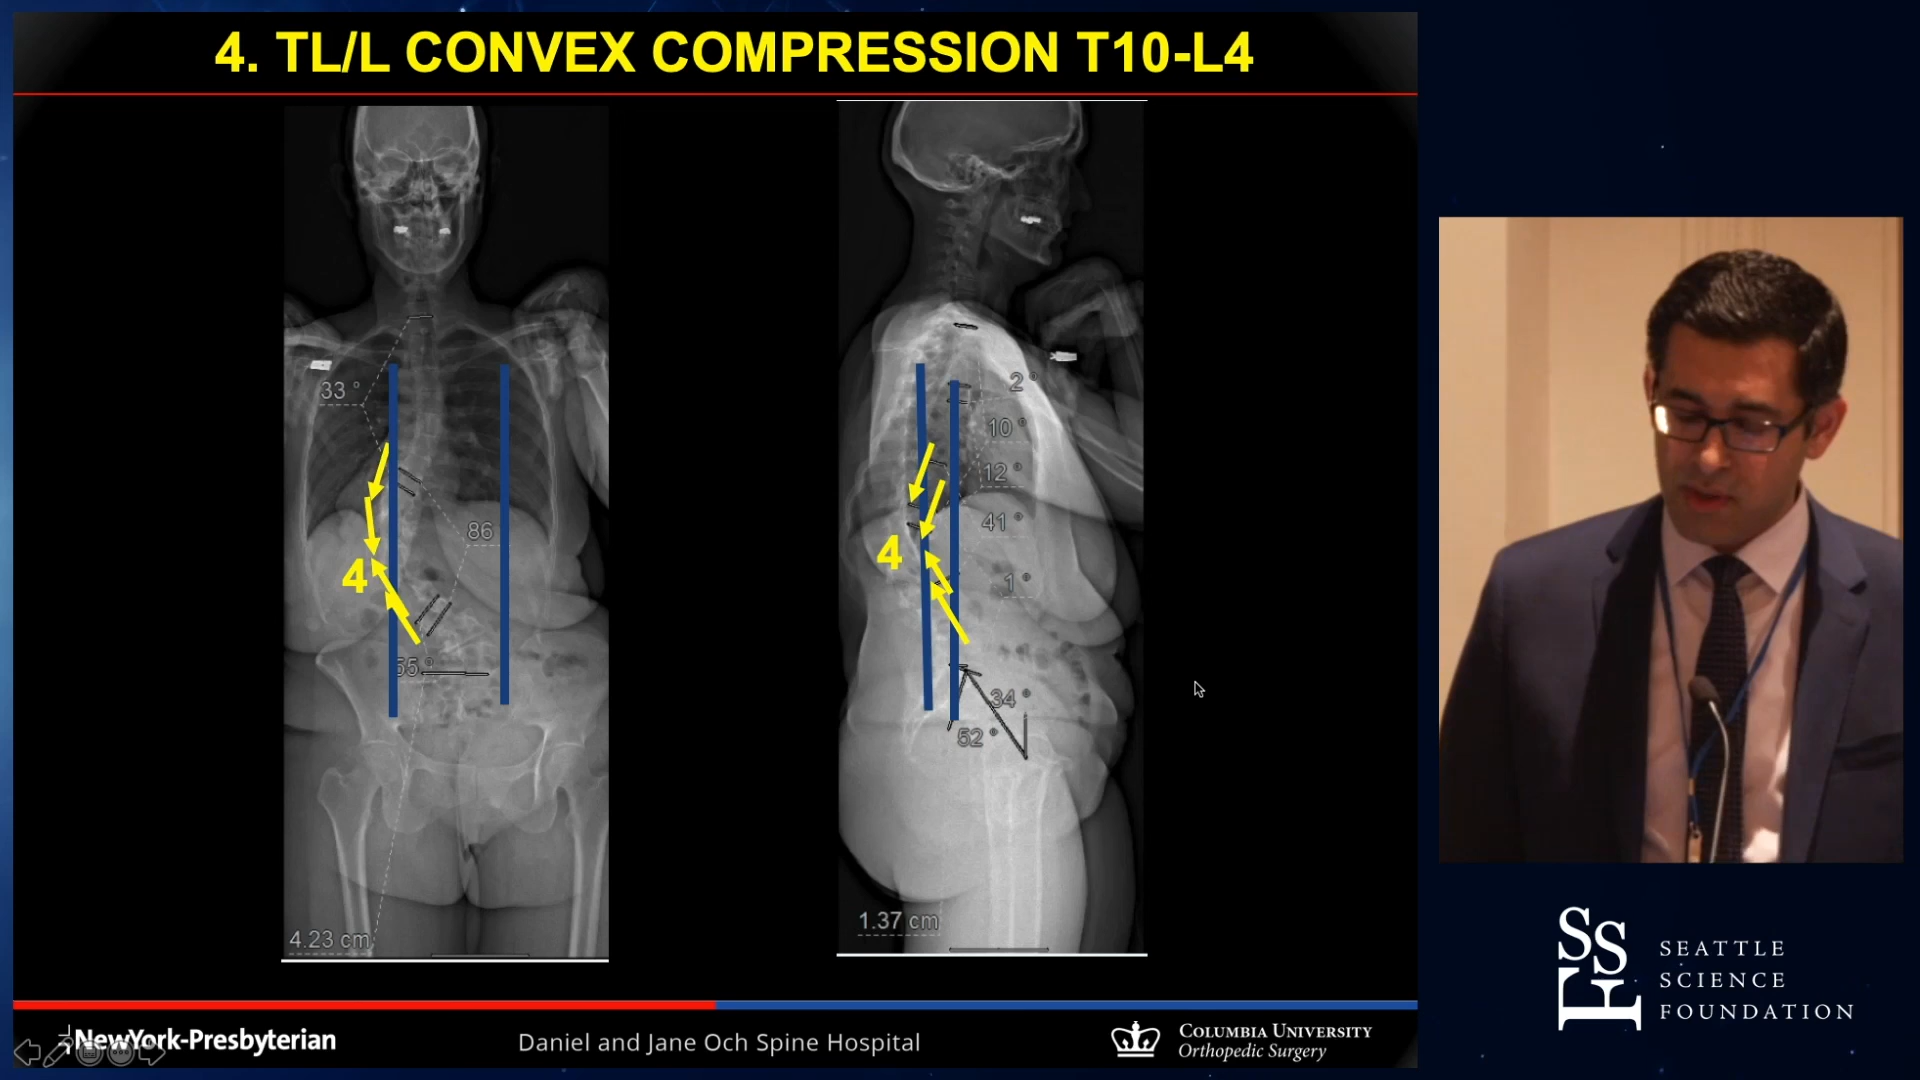 4. TL/L CONVEX COMPRESSION T10-L4
33 °
86
4
55 °
4.23 cm
2 °
10 °
12 °
41 °
4
1 °
34 °
52 °
1.37 cm
NewYork-Presbyterian
Daniel and Jane Och Spine Hospital
COLUMBIA UNIVERSITY
Orthopedic Surgery
SSF
SEATTLE
SCIENCE
FOUNDATION